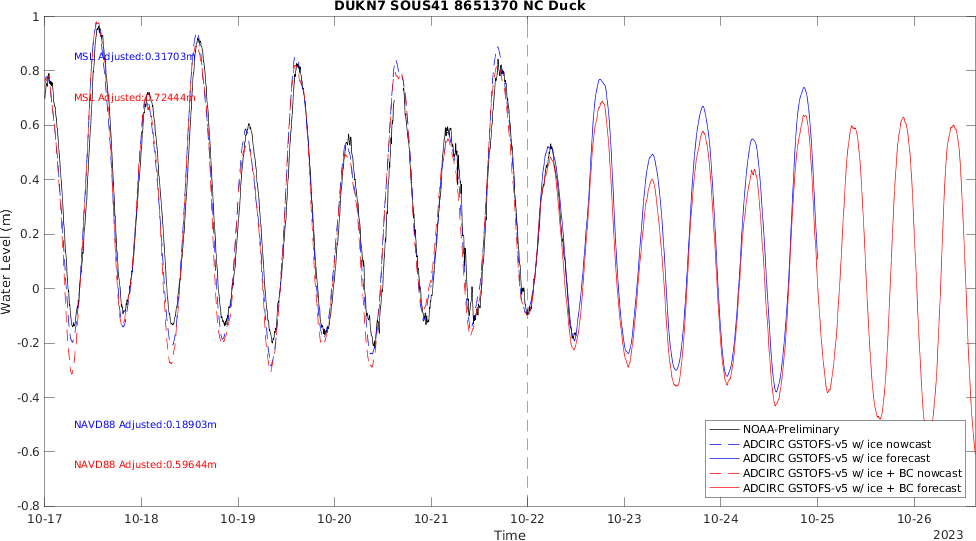 DUKN7 SOUS41 8651370 NC Duck
1
0.8
0.6
0.4
0.2
0
-0.2
-0.4
-0.6
-0.8
Water Level (m)
MSL Adjusted:0.31703m
MSL Adjusted:0.72444m
NAVD88 Adjusted:0.18903m
NAVD88 Adjusted:0.59644m
NOAA-Preliminary
ADCIRC GSTOFS-v5 w/ ice nowcast
ADCIRC GSTOFS-v5 w/ ice forecast
ADCIRC GSTOFS-v5 w/ ice + BC nowcast
ADCIRC GSTOFS-v5 w/ ice + BC forecast
10-17 10-18 10-19 10-20 10-21 10-22 10-23 10-24 10-25 10-26
Time
2023